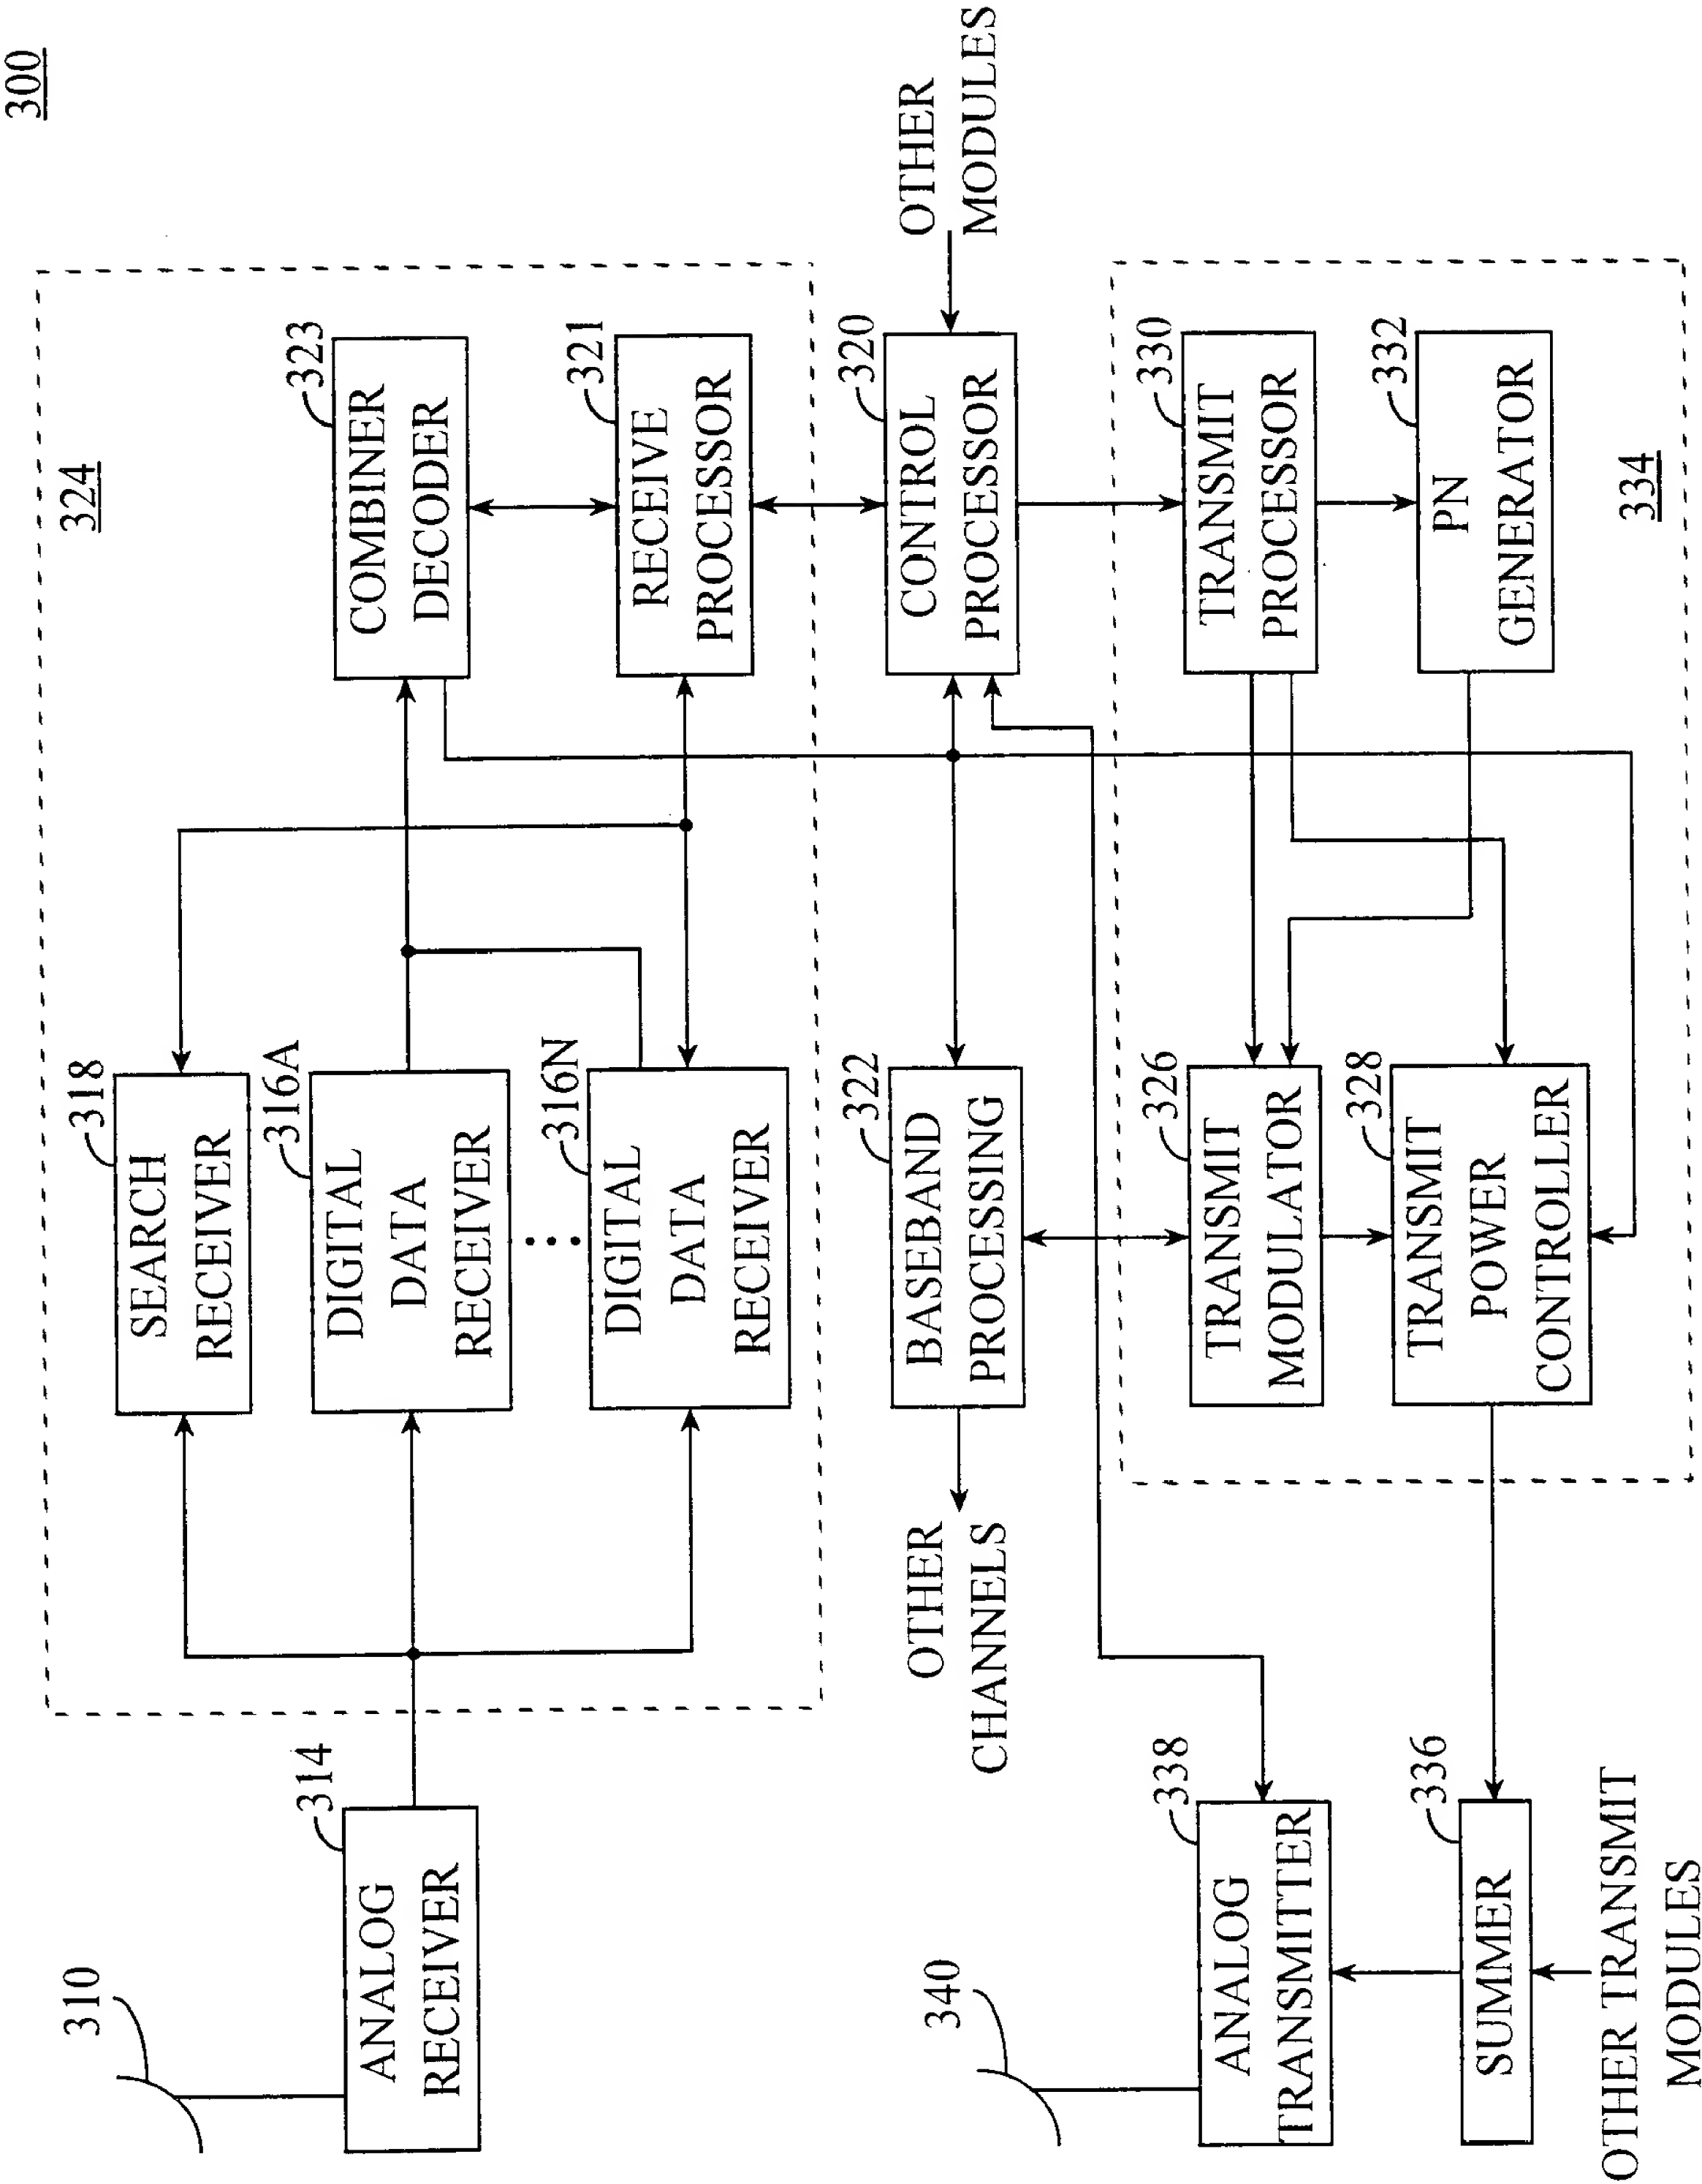 300
324
310
314
ANALOG
RECEIVER
318
SEARCH
RECEIVER
316A
DIGITAL
DATA
RECEIVER
316N
DIGITAL
DATA
RECEIVER
323
COMBINER
DECODER
321
RECEIVE
PROCESSOR
OTHER
CHANNELS
322
BASEBAND
PROCESSING
320
CONTROL
PROCESSOR
OTHER
MODULES
340
338
ANALOG
TRANSMITTER
336
SUMMER
OTHER TRANSMIT
MODULES
326
TRANSMIT
MODULATOR
328
TRANSMIT
POWER
CONTROLLER
330
TRANSMIT
PROCESSOR
332
PN
GENERATOR
334